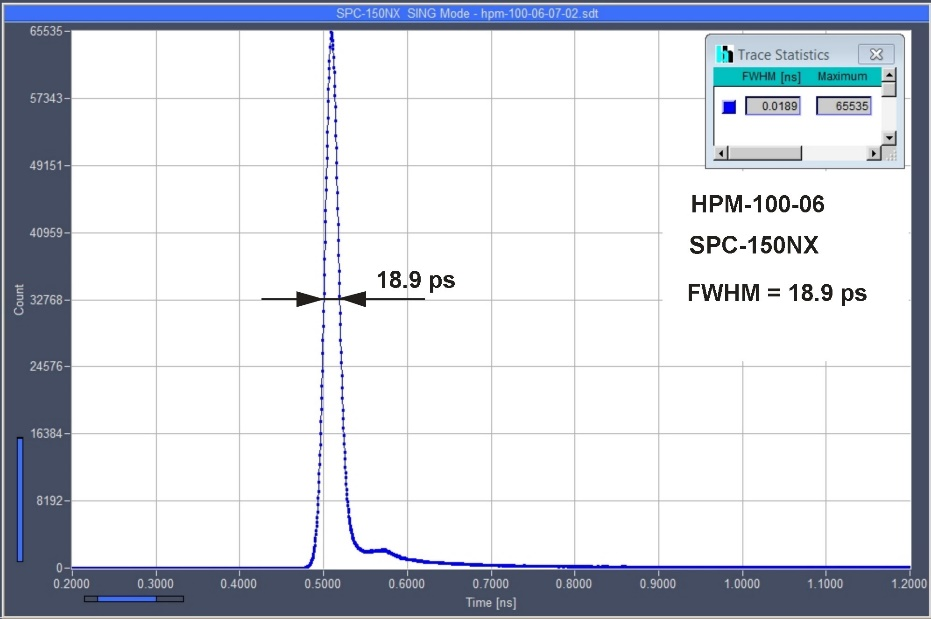 SPC-150NX  SING Mode - hpm-100-06-07-02.sdt
65535
57343
49151
40959
32768
24576
16384
8192
0
Count
Trace Statistics
FWHM [ns] Maximum
0.0189 65535
HPM-100-06
SPC-150NX
FWHM = 18.9 ps
18.9 ps
0.2000 0.3000 0.4000 0.5000 0.6000 0.7000 0.8000 0.9000 1.0000 1.1000 1.2000
Time [ns]